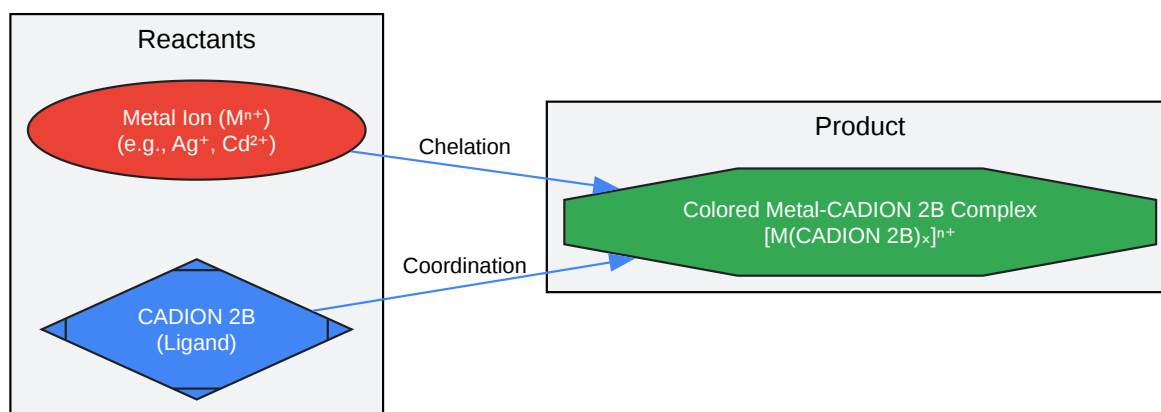 Reactants
Metal Ion (Mⁿ⁺)
(e.g., Ag⁺, Cd²⁺)
Chelation
Product
Colored Metal-CADION 2B Complex
[M(CADION 2B)ₓ]ⁿ⁺
Coordination
CADION 2B
(Ligand)